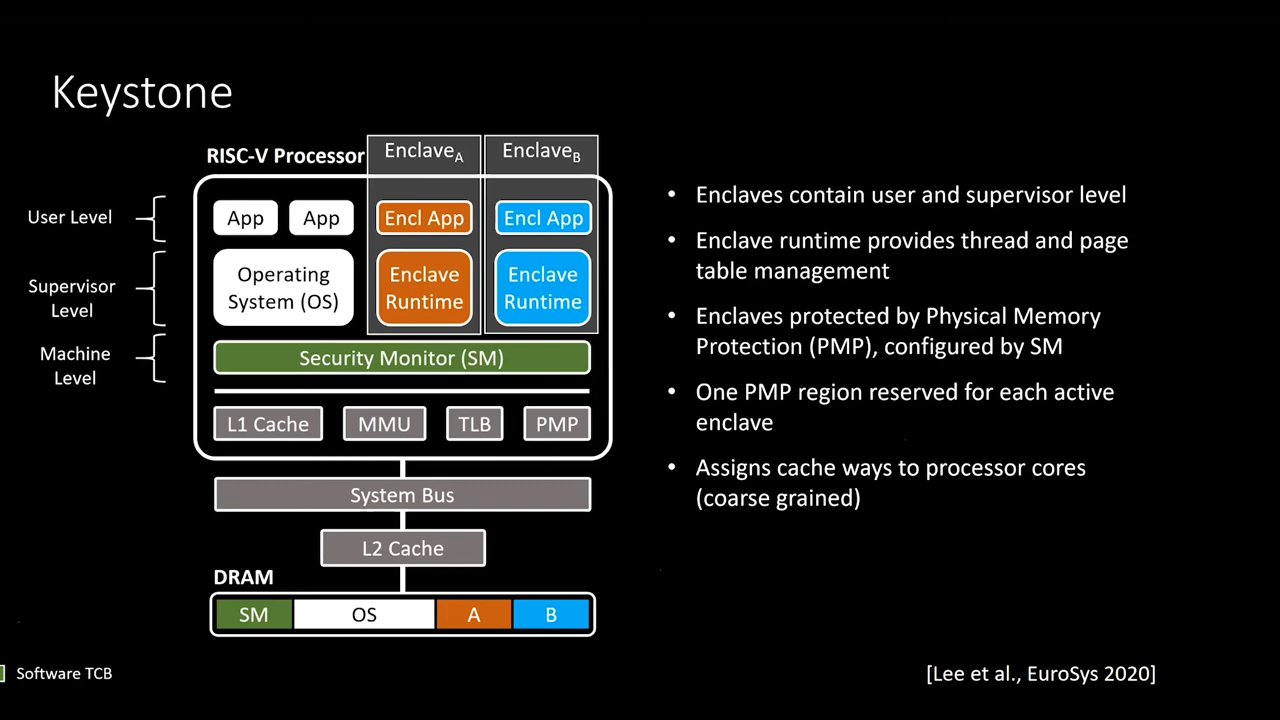 Keystone
RISC-V Processor
Enclave_A
Enclave_B
User Level
App
App
Encl App
Encl App
Supervisor
Level
Operating
System (OS)
Enclave
Runtime
Enclave
Runtime
Machine
Level
Security Monitor (SM)
L1 Cache
MMU
TLB
PMP
System Bus
L2 Cache
DRAM
SM
OS
A
B
Software TCB
• Enclaves contain user and supervisor level
• Enclave runtime provides thread and page
table management
• Enclaves protected by Physical Memory
Protection (PMP), configured by SM
• One PMP region reserved for each active
enclave
• Assigns cache ways to processor cores
(coarse grained)
[Lee et al., EuroSys 2020]